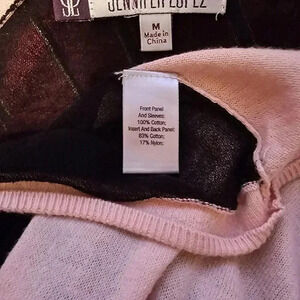 JENNIFER LOPEZ
M
Made in
China
Front Panel
And Sleeves:
100% Cotton;
Insert And Back Panel:
83% Cotton;
17% Nylon;